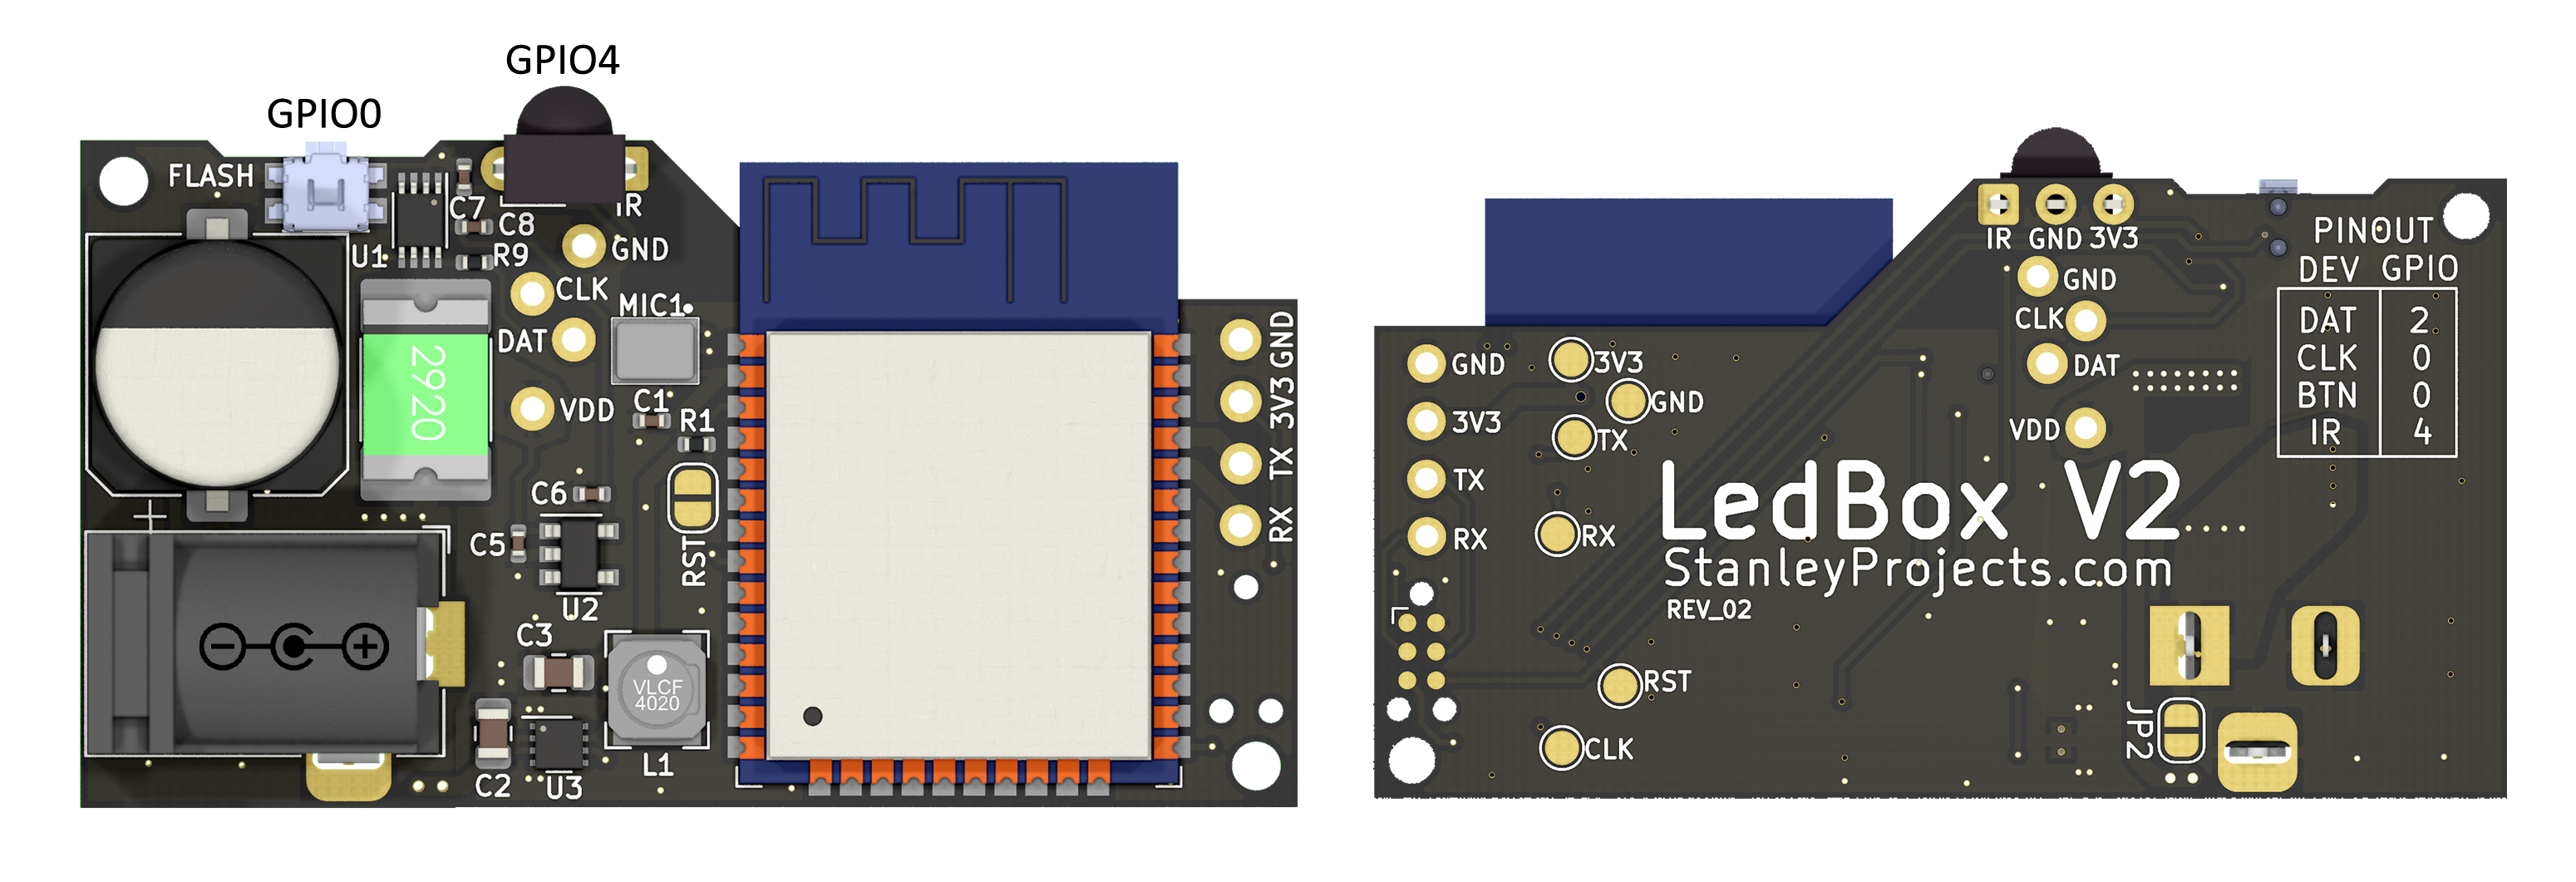 GPIO4
GPIO0
FLASH
C7
C8
IR
U1
R9
GND
CLK
MIC1
DAT
2920
C1
VDD
R1
C6
C5
RST
U2
C3
VLCF
4020
C2
U3
L1
GND
3V3
TX
RX
IR GND 3V3
GND
CLK
DAT
VDD
PINOUT
DEV GPIO
DAT 2
CLK 0
BTN 0
IR 4
GND
3V3
TX
RX
3V3
GND
TX
RX
LedBox V2
StanleyProjects.com
REV_02
RST
CLK
JP2